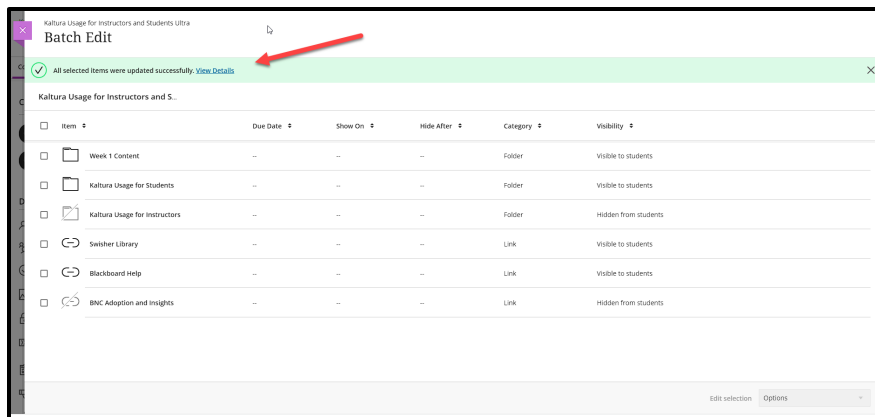 Kaltura Usage for Instructors and Students Ultra
Batch Edit
All selected items were updated successfully. View Details
Kaltura Usage for Instructors and S...
Item Due Date Show On Hide After Category Visibility
Week 1 Content -- -- -- Folder Visible to students
Kaltura Usage for Students -- -- -- Folder Visible to students
Kaltura Usage for Instructors -- -- -- Folder Hidden from students
Swisher Library -- -- -- Link Visible to students
Blackboard Help -- -- -- Link Visible to students
BNC Adoption and Insights -- -- -- Link Hidden from students
Edit selection Options